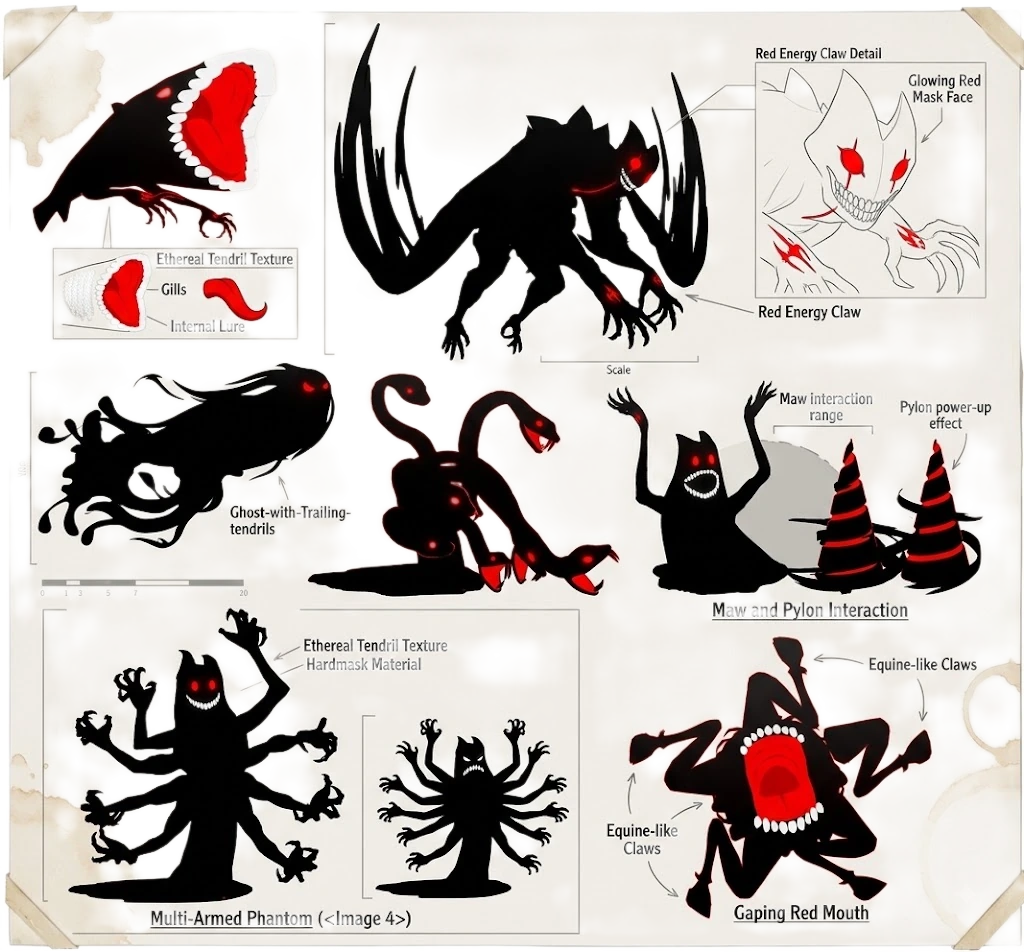 Red Energy Claw Detail
Glowing Red
Mask Face
Ethereal Tendril Texture
Gills
Internal Lure
Red Energy Claw
Scale
Maw interaction
range
Pylon power-up
effect
Ghost-with-Trailing-
tendrils
0 1 3 5 7 20
Maw and Pylon Interaction
Ethereal Tendril Texture
Hardmask Material
Equine-like Claws
Equine-like
Claws
Multi-Armed Phantom (<Image 4>)
Gaping Red Mouth